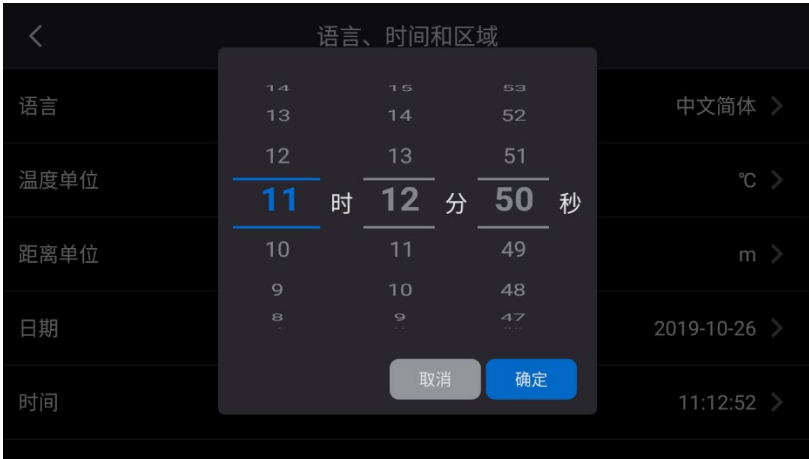 语言、时间和区域
语言
中文简体
温度单位
℃
距离单位
m
日期
2019-10-26
时间
11:12:52
14 15 53
13 14 52
12 13 51
11 时 12 分 50 秒
10 11 49
9 10 48
8 9 47
取消
确定